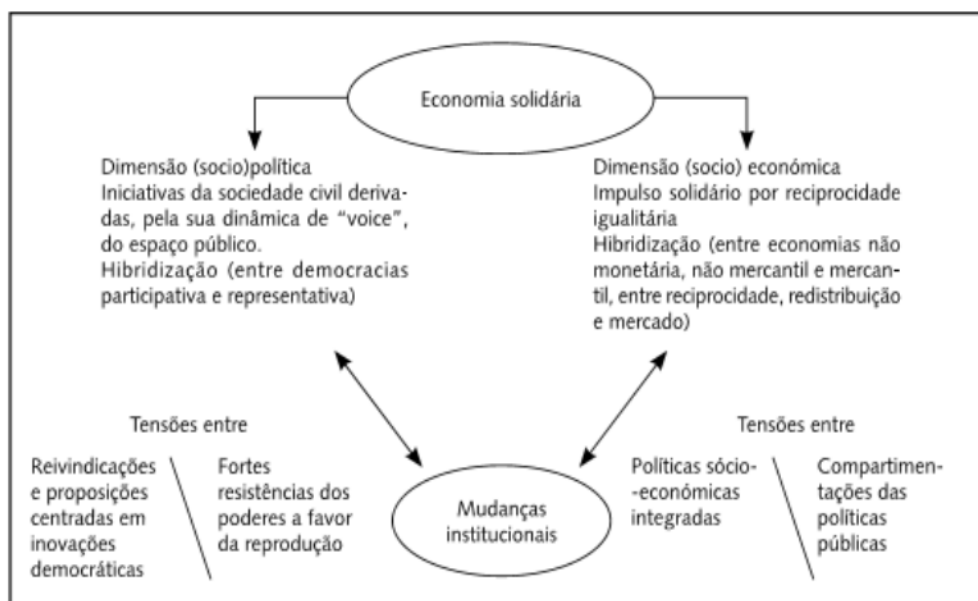 Economia solidária
Dimensão (socio)política
Iniciativas da sociedade civil deriva-
das, pela sua dinâmica de “voice”,
do espaço público.
Hibridização (entre democracias
participativa e representativa)
Dimensão (socio) económica
Impulso solidário por reciprocidade
igualitária
Hibridização (entre economias não
monetária, não mercantil e mercan-
til, entre reciprocidade, redistribuição
e mercado)
Tensões entre
Reivindicações
e proposições
centradas em
inovações
democráticas
Fortes
resistências dos
poderes a favor
da reprodução
Mudanças
institucionais
Tensões entre
Políticas sócio-
-económicas
integradas
Compartimen-
tações das
políticas
públicas